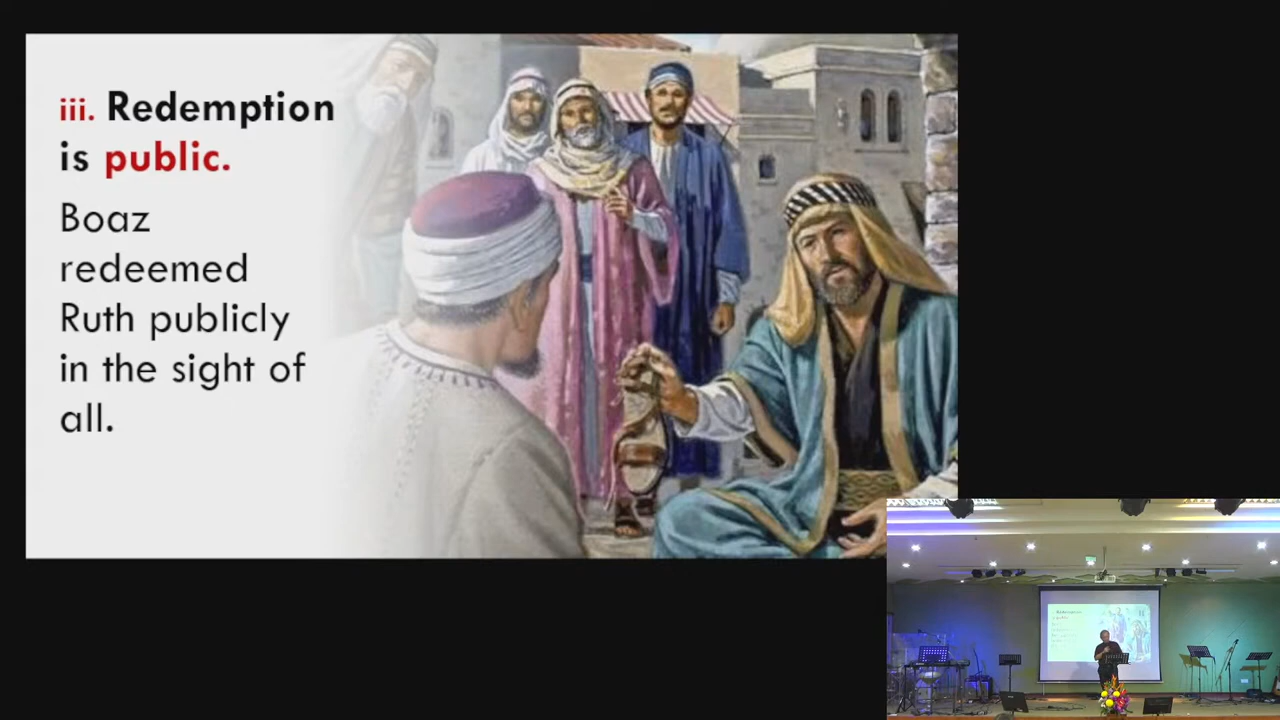 iii. Redemption
is public.
Boaz
redeemed
Ruth publicly
in the sight of
all.